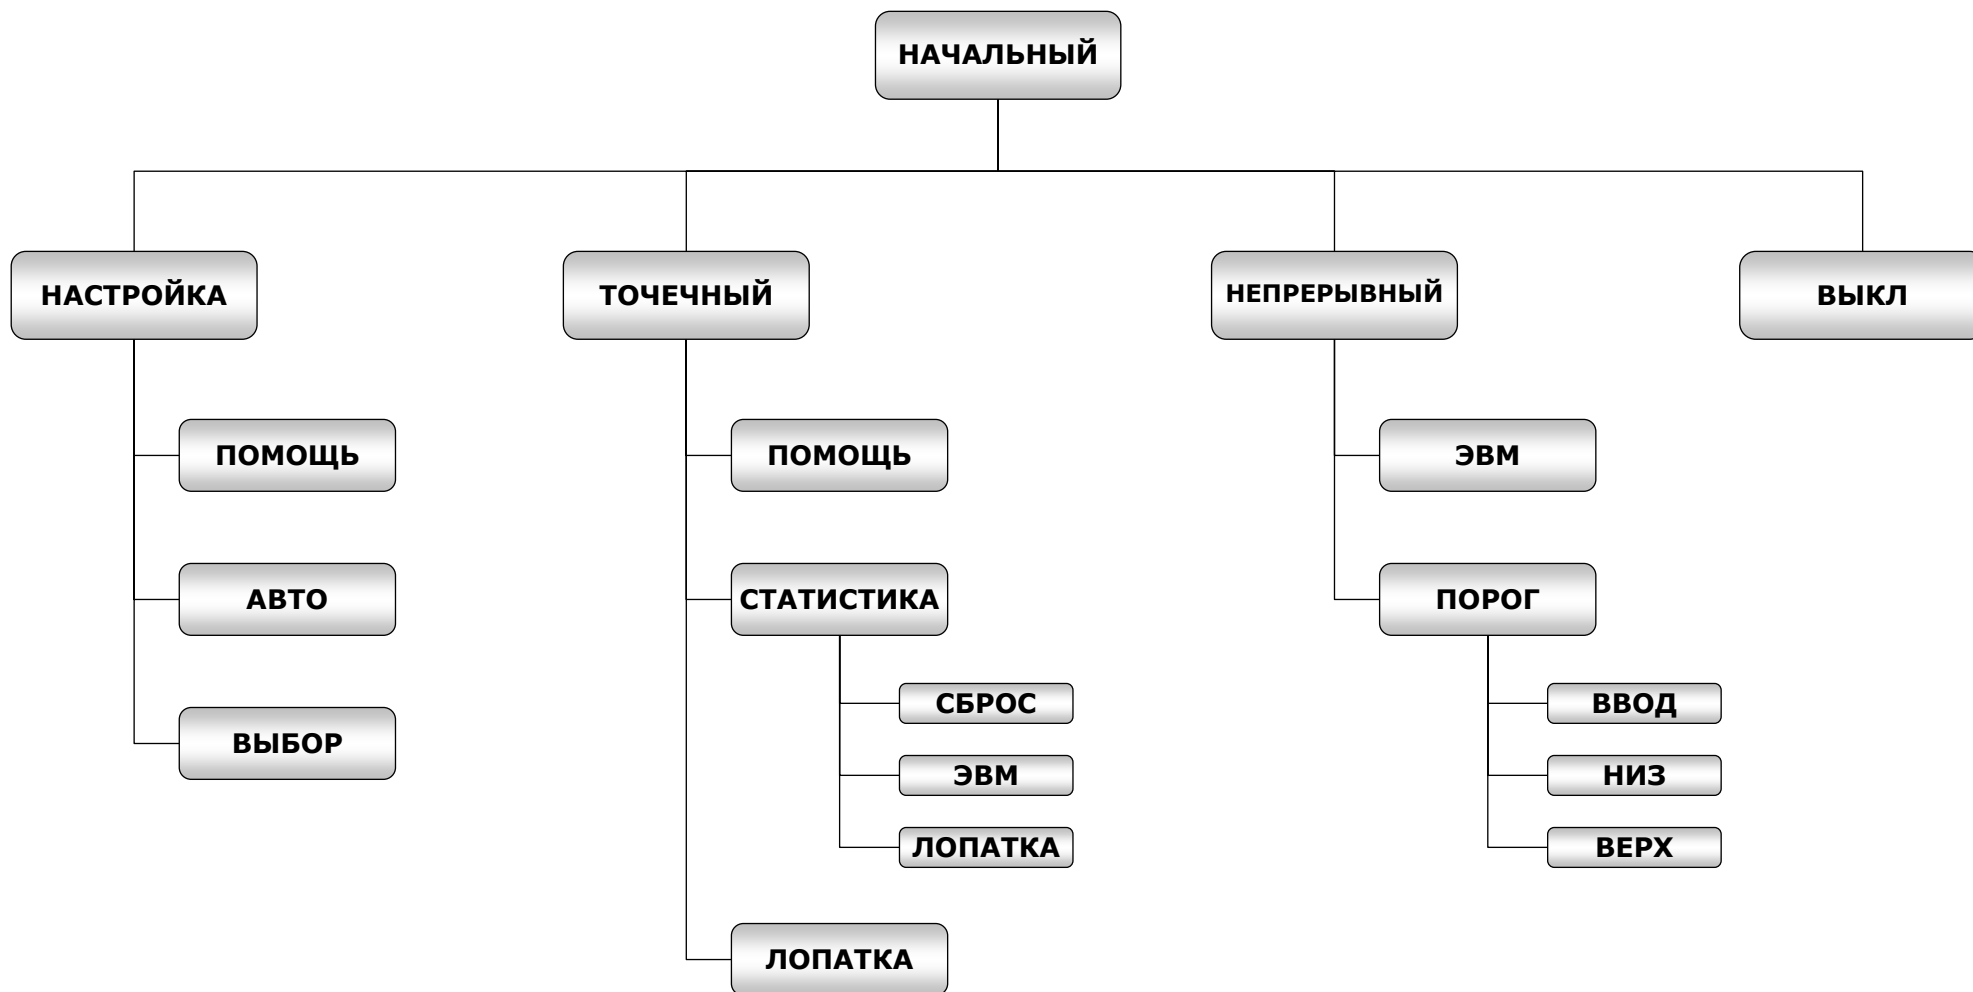 НАЧАЛЬНЫЙ
НАСТРОЙКА
ТОЧЕЧНЫЙ
НЕПРЕРЫВНЫЙ
ВЫКЛ
ПОМОЩЬ
ПОМОЩЬ
ЭВМ
АВТО
СТАТИСТИКА
ПОРОГ
СБРОС
ВВОД
ВЫБОР
ЭВМ
НИЗ
ЛОПАТКА
ВЕРХ
ЛОПАТКА